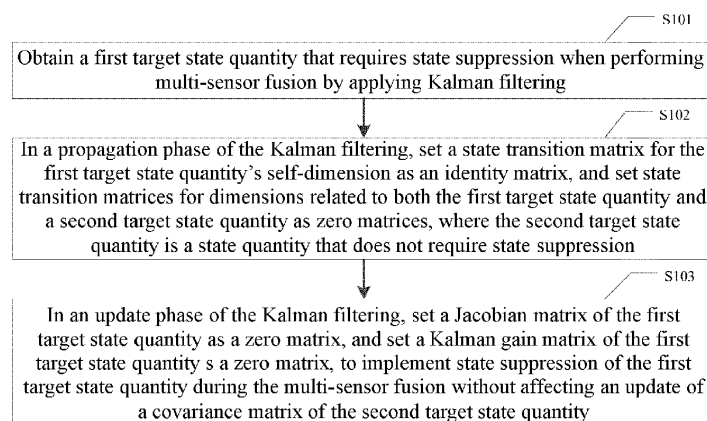 S101
Obtain a first target state quantity that requires state suppression when performing
multi-sensor fusion by applying Kalman filtering
S102
In a propagation phase of the Kalman filtering, set a state transition matrix for the
first target state quantity's self-dimension as an identity matrix, and set state
transition matrices for dimensions related to both the first target state quantity and
a second target state quantity as zero matrices, where the second target state
quantity is a state quantity that does not require state suppression
S103
In an update phase of the Kalman filtering, set a Jacobian matrix of the first
target state quantity as a zero matrix, and set a Kalman gain matrix of the first
target state quantity s a zero matrix, to implement state suppression of the first
target state quantity during the multi-sensor fusion without affecting an update of
a covariance matrix of the second target state quantity